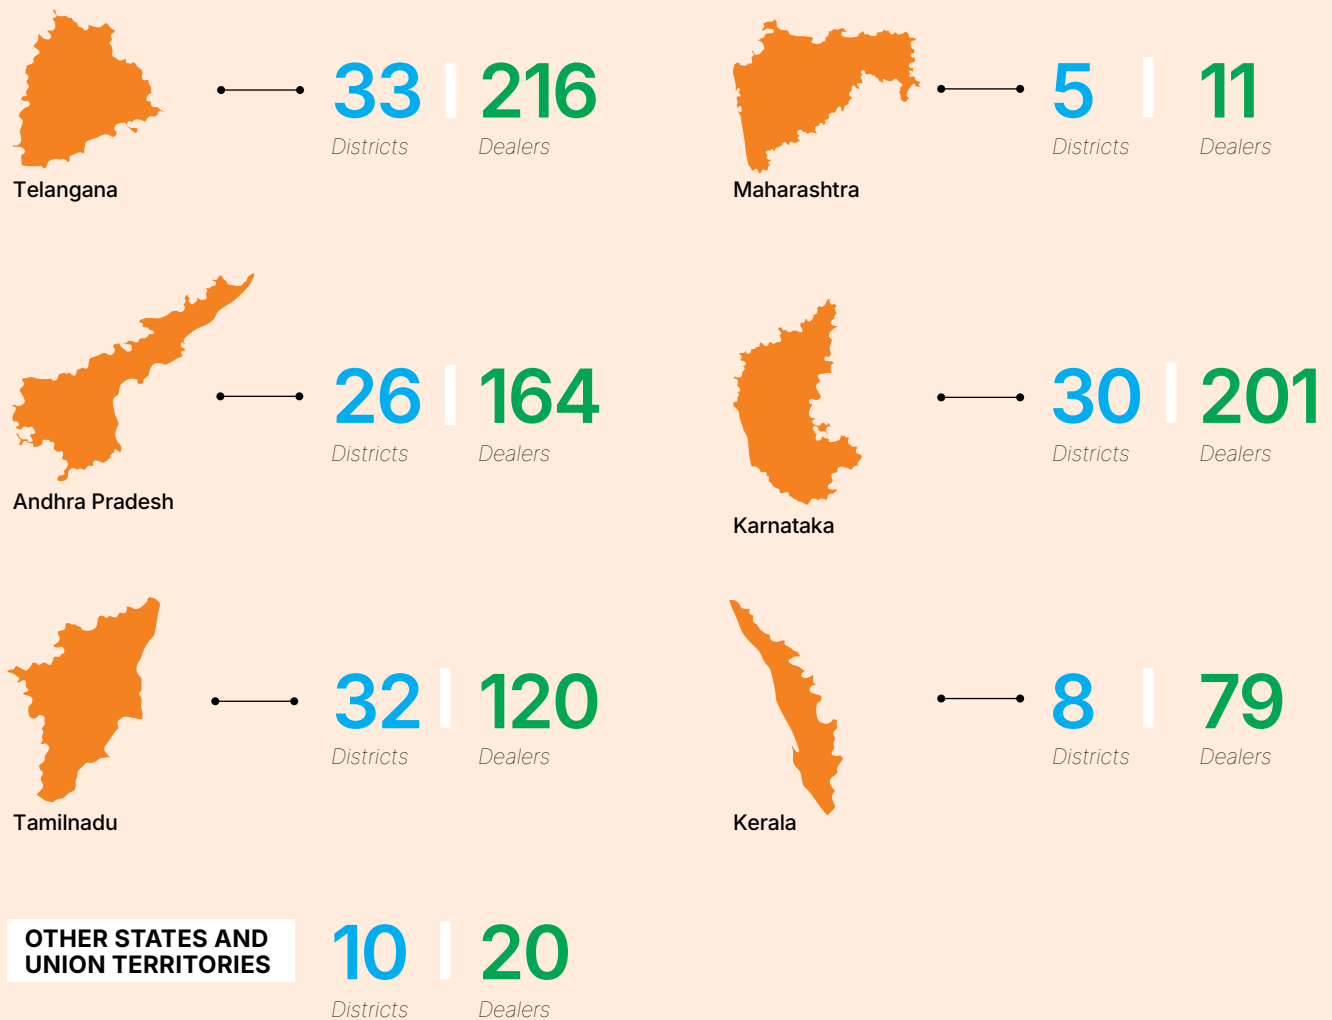 33 216
Districts Dealers
Telangana
5 11
Districts Dealers
Maharashtra
26 164
Districts Dealers
Andhra Pradesh
30 201
Districts Dealers
Karnataka
32 120
Districts Dealers
Tamilnadu
8 79
Districts Dealers
Kerala
OTHER STATES AND
UNION TERRITORIES
10 20
Districts Dealers